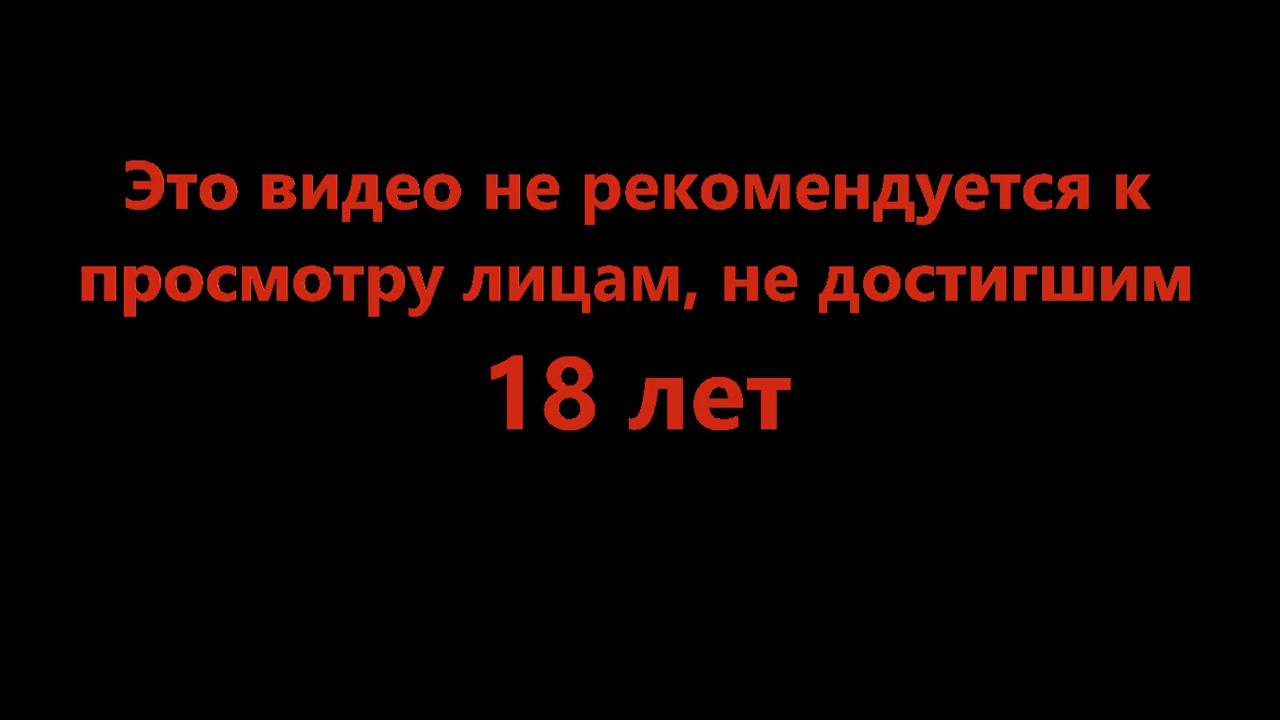 Это видео не рекомендуется к
просмотру лицам, не достигшим
18 лет